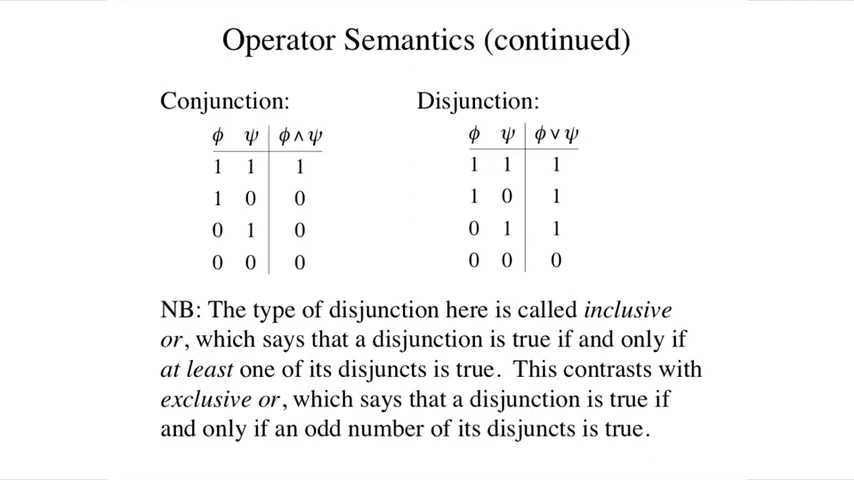 Operator Semantics (continued)
Conjunction:
ϕ ψ ϕ ∧ ψ
1 1 1
1 0 0
0 1 0
0 0 0
Disjunction:
ϕ ψ ϕ ∨ ψ
1 1 1
1 0 1
0 1 1
0 0 0
NB: The type of disjunction here is called inclusive
or, which says that a disjunction is true if and only if
at least one of its disjuncts is true. This contrasts with
exclusive or, which says that a disjunction is true if
and only if an odd number of its disjuncts is true.